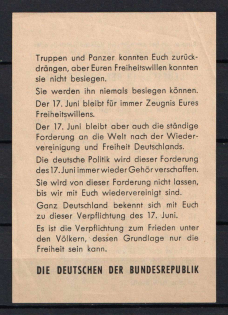 Truppen und Panzer kannten Euch zurück-
drängen, aber Euren Freiheitswillen kannten
sie nicht besiegen.
Sie werden ihn niemals besiegen können.
Der 17. Juni bleibt für immer Zeugnis Eures
Freiheitswillens.
Der 17. Juni bleibt aber auch die ständige
Forderung an die Welt nach der Wieder-
vereinigung und Freiheit Deutschlands.
Die deutsche Politik wird dieser Forderung
des 17. Juni immer wieder Gehör verschaffen.
Sie wird von dieser Forderung nicht lassen,
bis wir mit Euch wiedervereinigt sind.
Ganz Deutschland bekennt sich mit Euch
zu dieser Verpflichtung des 17. Juni.
Es ist die Verpflichtung zum Frieden unter
den Völkern, dessen Grundlage nur die
Freiheit sein kann.
DIE DEUTSCHEN DER BUNDESREPUBLIK